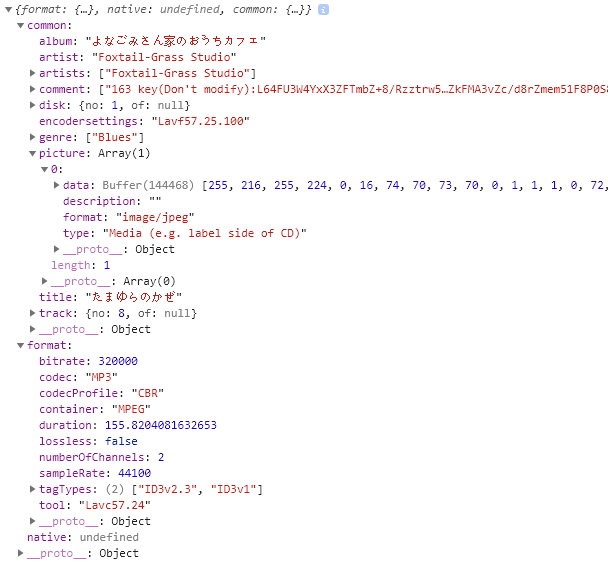 {format: {…}, native: undefined, common: {…}} i
common:
album: "よなごみさん家のおうちカフェ"
artist: "Foxtail-Grass Studio"
artists: ["Foxtail-Grass Studio"]
comment: ["163 key(Don't modify):L64FU3W4YxX3ZFTmbZ+8/Rzztrw5…ZkFMA3vZc/d8rZmem51F8P0S8
disk: {no: 1, of: null}
encodersettings: "Lavf57.25.100"
genre: ["Blues"]
picture: Array(1)
0:
data: Buffer(144468) [255, 216, 255, 224, 0, 16, 74, 70, 73, 70, 0, 1, 1, 1, 0, 72,
description: ""
format: "image/jpeg"
type: "Media (e.g. label side of CD)"
__proto__: Object
length: 1
__proto__: Array(0)
title: "たまゆらのかぜ"
track: {no: 8, of: null}
__proto__: Object
format:
bitrate: 320000
codec: "MP3"
codecProfile: "CBR"
container: "MPEG"
duration: 155.8204081632653
lossless: false
numberOfChannels: 2
sampleRate: 44100
tagTypes: (2) ["ID3v2.3", "ID3v1"]
tool: "Lavc57.24"
__proto__: Object
native: undefined
__proto__: Object